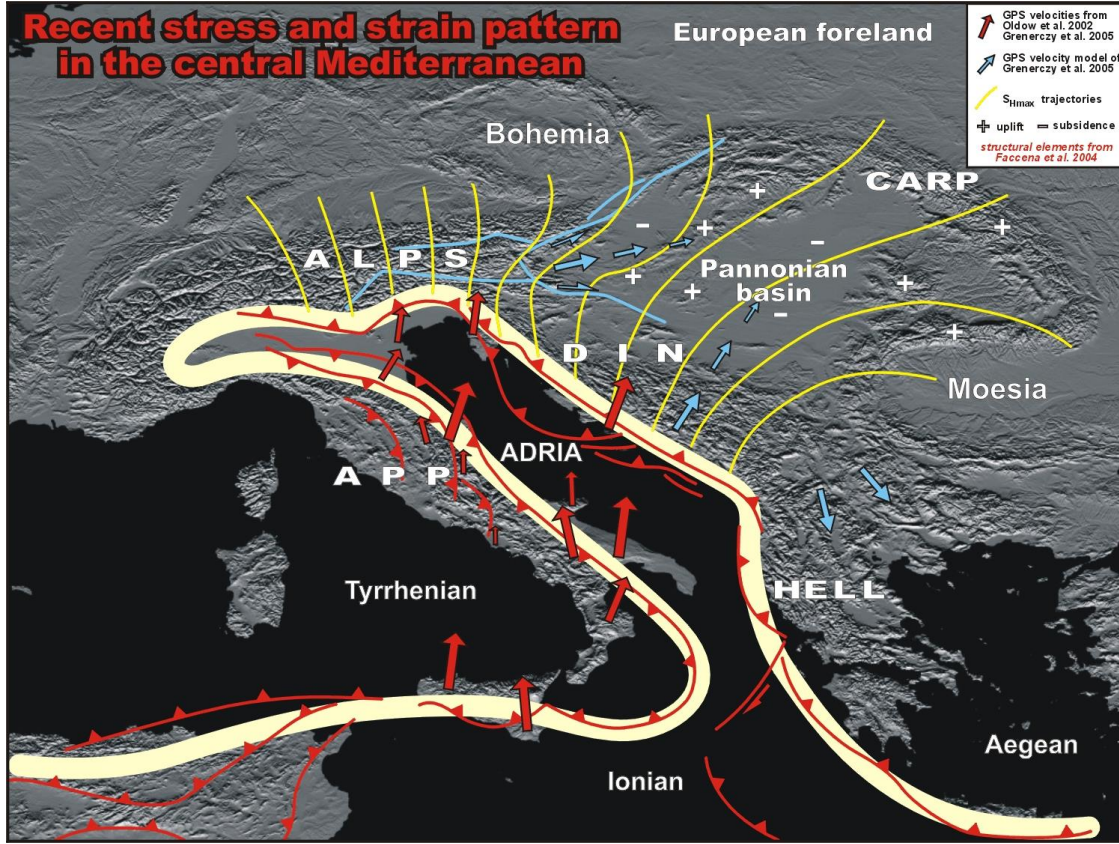 Recent stress and strain pattern
in the central Mediterranean
European foreland
GPS velocities from
Oldow et al. 2002
Grenerczy et al. 2005
GPS velocity model of
Grenerczy et al. 2005
SHmax trajectories
+ uplift - subsidence
structural elements from
Faccena et al. 2004
Bohemia
CARP
ALPS
Pannonian
basin
DIN
Moesia
ADRIA
APP
Tyrrhenian
HELL
Aegean
Ionian